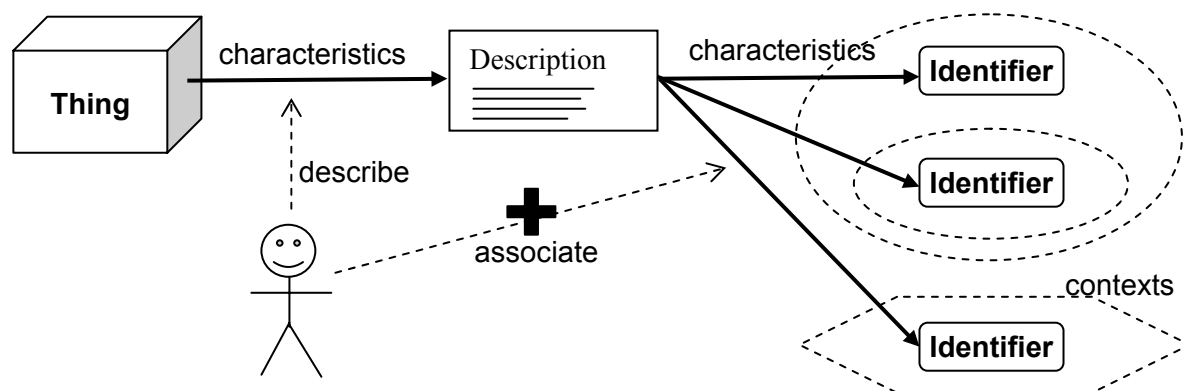 Thing
characteristics
Description
characteristics
Identifier
Identifier
describe
associate
contexts
Identifier